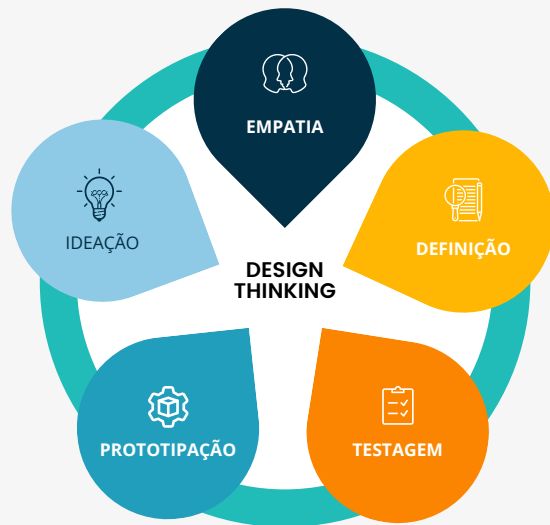 EMPATIA
IDEAÇÃO
DEFINIÇÃO
DESIGN
THINKING
PROTOTIPAÇÃO
TESTAGEM